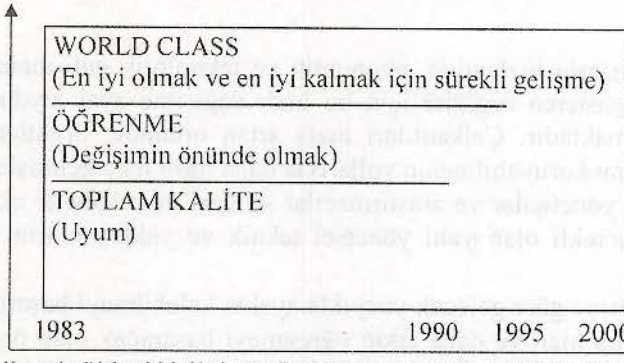 WORLD CLASS
(En iyi olmak ve en iyi kalmak için sürekli gelişme)
ÖĞRENME
(Değişimin önünde olmak)
TOPLAM KALİTE
(Uyum)
1983 1990 1995 2000